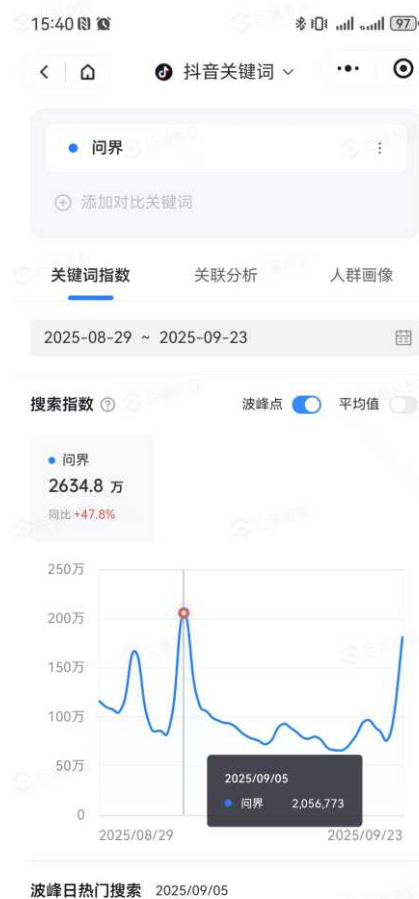 15:40
97
抖音关键词
问界
添加对比关键词
关键词指数 关联分析 人群画像
2025-08-29 ~ 2025-09-23
搜索指数 波峰点 平均值
问界
2634.8 万
同比 +47.8%
250万
200万
150万
100万
50万
0
2025/09/05
问界 2,056,773
2025/08/29 2025/09/23
波峰日热门搜索 2025/09/05